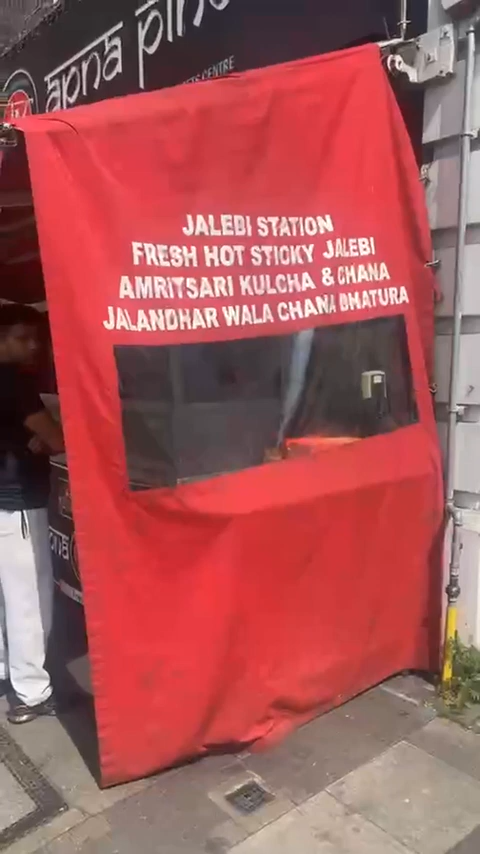 apna
CENTRE
JALEBI STATION
FRESH HOT STICKY JALEBI
AMRITSARI KULCHA & CHANA
JALANDHAR WALA CHANA BHATURA